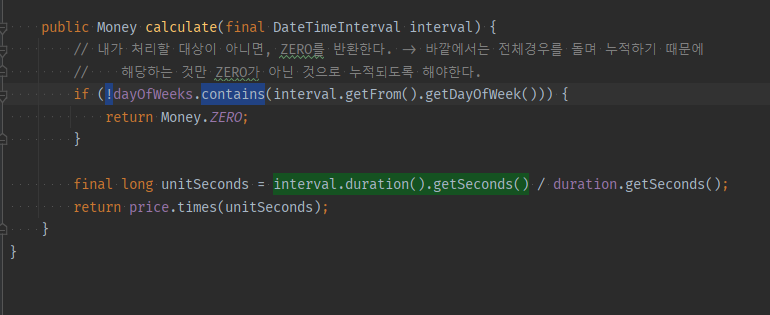 public Money calculate(final DateTimeInterval interval) {
// 내가 처리할 대상이 아니면, ZERO를 반환한다. -> 바깥에서는 전체경우를 돌며 누적하기 때문에
// 해당하는 것만 ZERO가 아닌 것으로 누적되도록 해야한다.
if (!dayOfWeeks.contains(interval.getFrom().getDayOfWeek())) {
return Money.ZERO;
}
final long unitSeconds = interval.duration().getSeconds() / duration.getSeconds();
return price.times(unitSeconds);
}
}